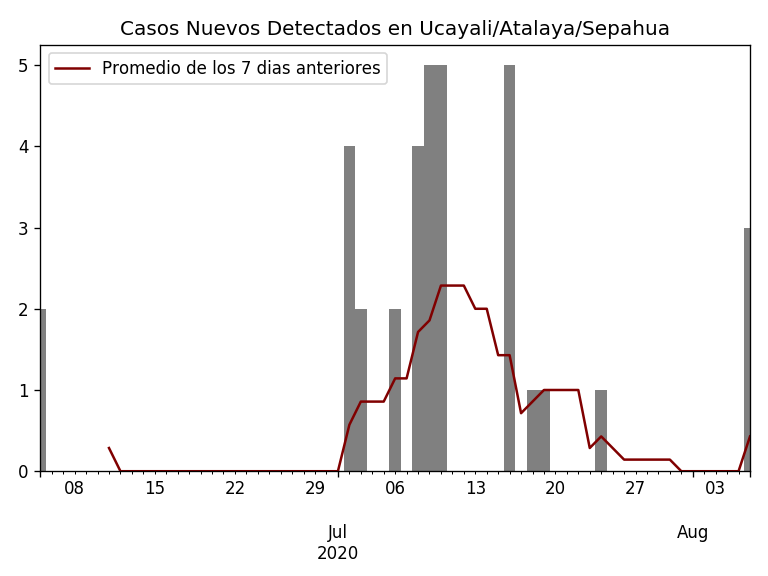 Casos Nuevos Detectados en Ucayali/Atalaya/Sepahua
Promedio de los 7 dias anteriores
5
4
3
2
1
0
08 15 22 29 06 13 20 27 03
Jul Aug
2020